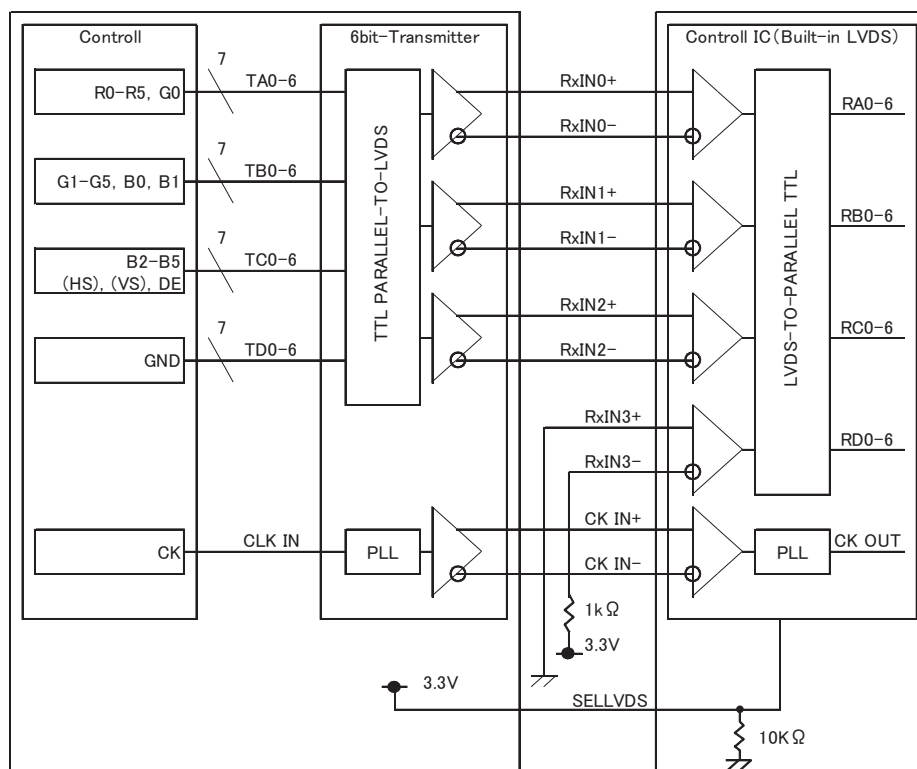 Controll
6bit-Transmitter
Controll IC(Built-in LVDS)
7
R0-R5, G0
TA0-6
RxIN0+
RA0-6
RxIN0-
7
G1-G5, B0, B1
TB0-6
RxIN1+
RB0-6
RxIN1-
7
B2-B5
(HS), (VS), DE
TC0-6
TTL PARALLEL-TO-LVDS
LVDS-TO-PARALLEL TTL
RxIN2+
RC0-6
RxIN2-
7
GND
TD0-6
RxIN3+
RD0-6
RxIN3-
CK
CLK IN
PLL
CK IN+
CK IN-
PLL
CK OUT
1kΩ
3.3V
3.3V
SELLVDS
10KΩ